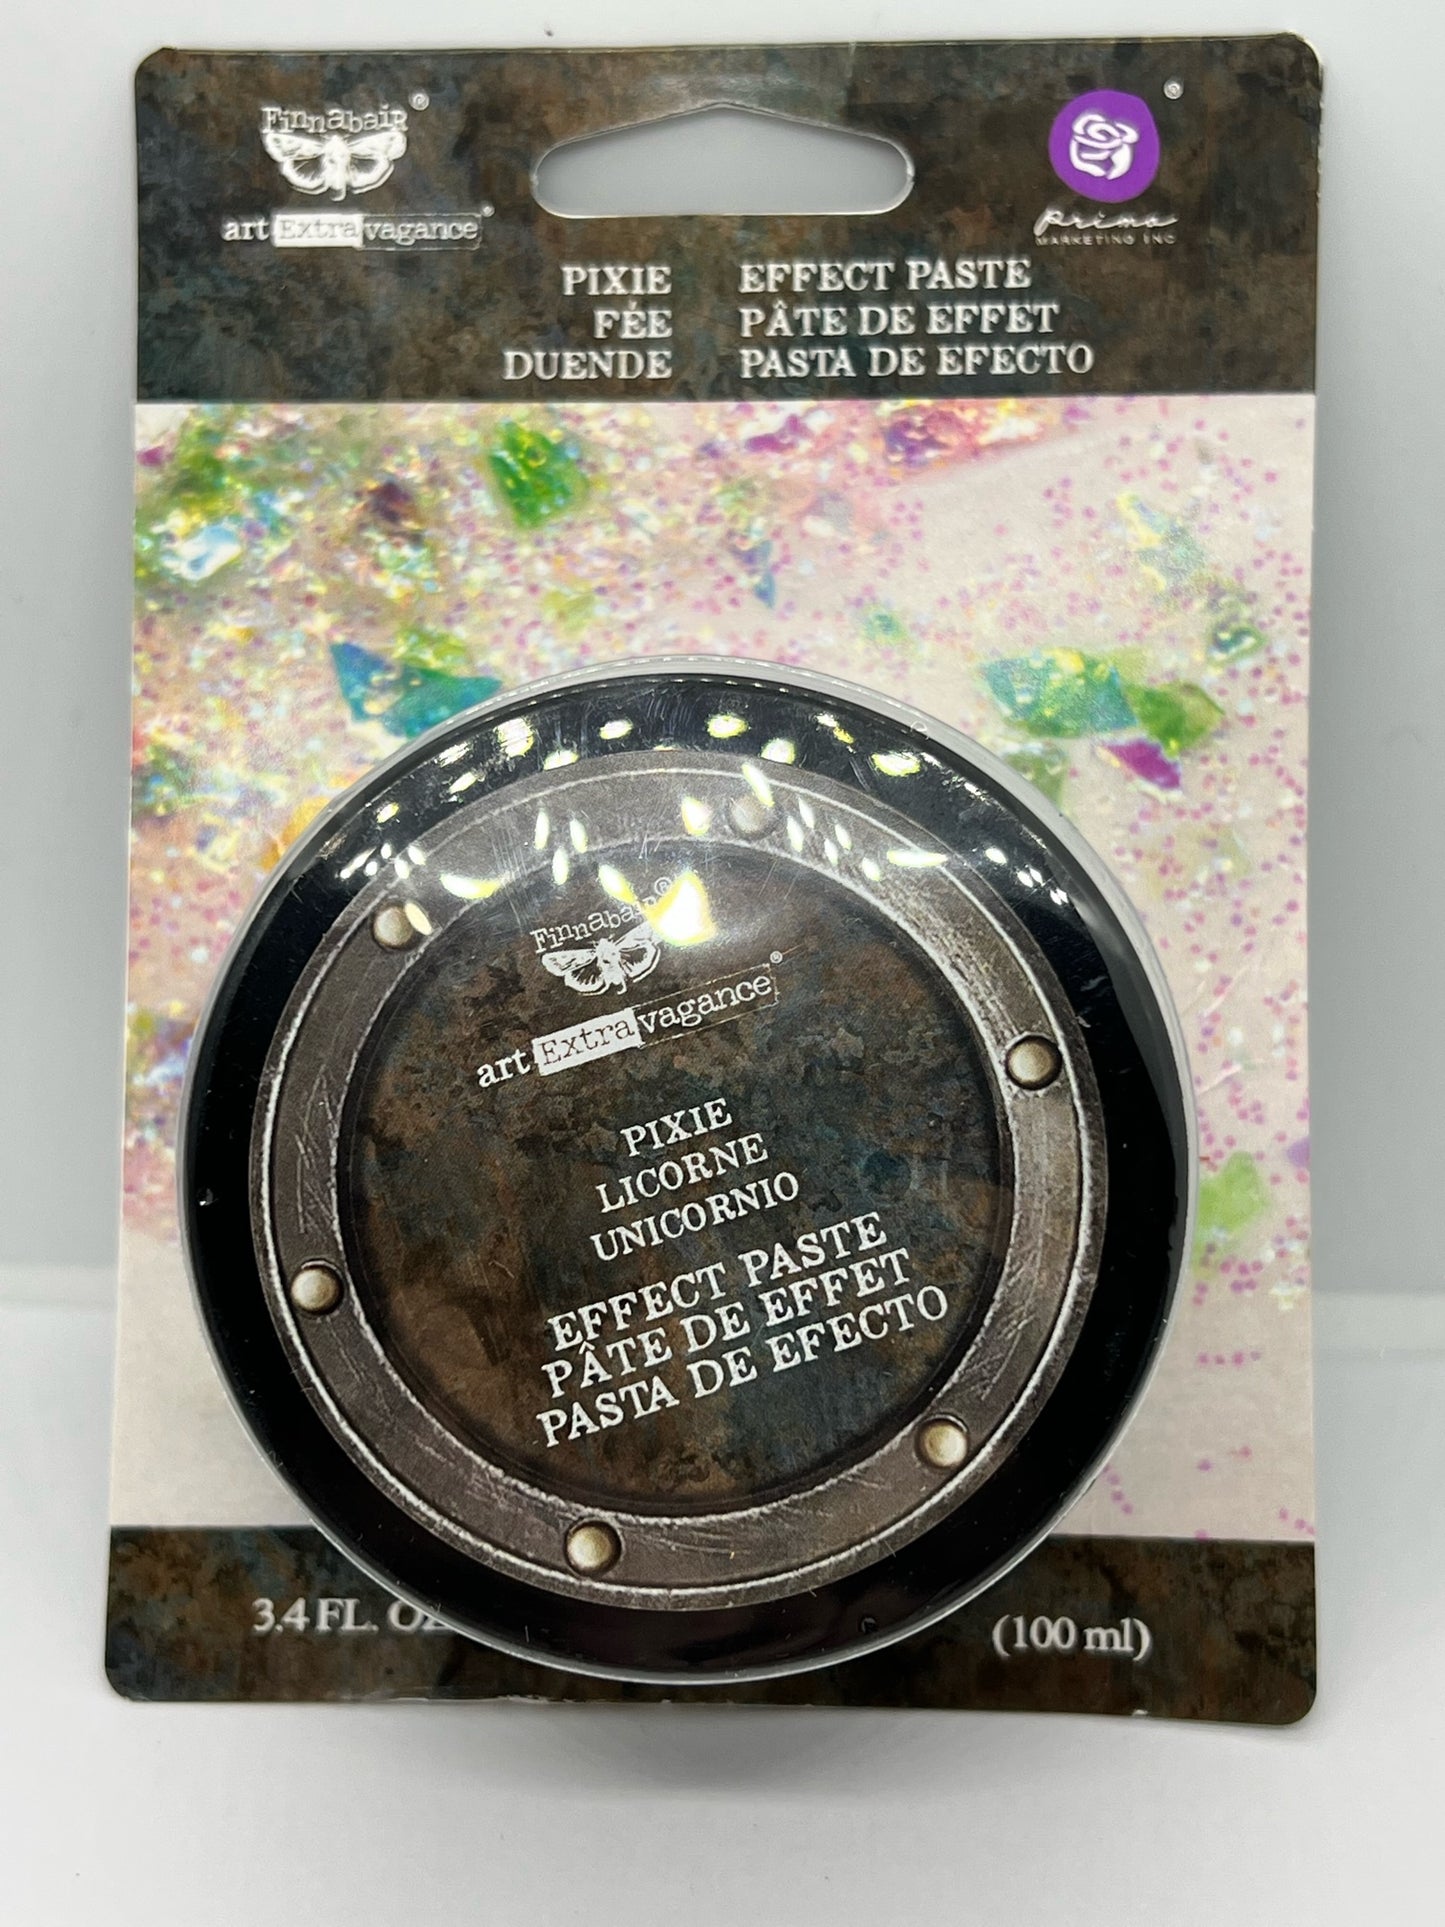 Finnabair®
art Extravagance®
®
Prima
MARKETING INC
PIXIE EFFECT PASTE
FÉE PÂTE DE EFFET
DUENDE PASTA DE EFECTO
Finnabair®
art Extravagance®
PIXIE
LICORNE
UNICORNIO
EFFECT PASTE
PÂTE DE EFFET
PASTA DE EFECTO
3.4 FL. OZ (100 ml)